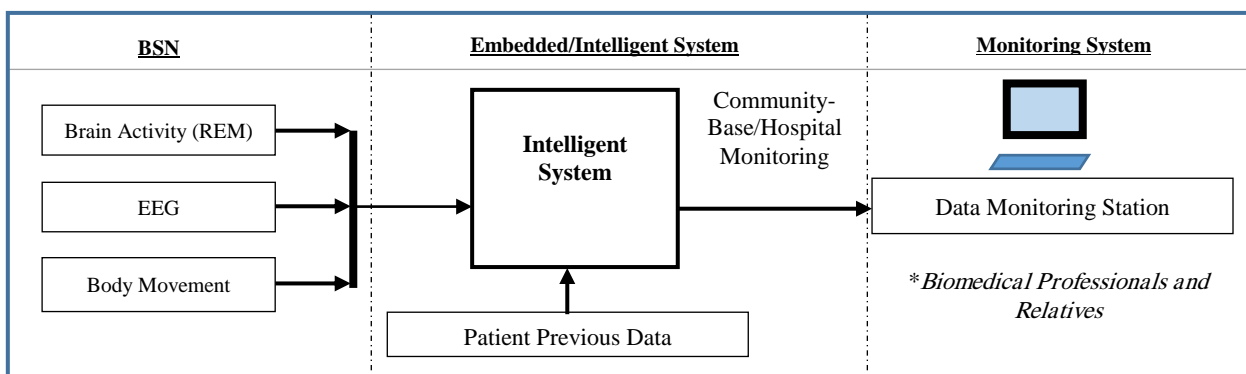 BSN
Embedded/Intelligent System
Monitoring System
Brain Activity (REM)
EEG
Body Movement
Intelligent
System
Patient Previous Data
Community-
Base/Hospital
Monitoring
Data Monitoring Station
*Biomedical Professionals and
Relatives